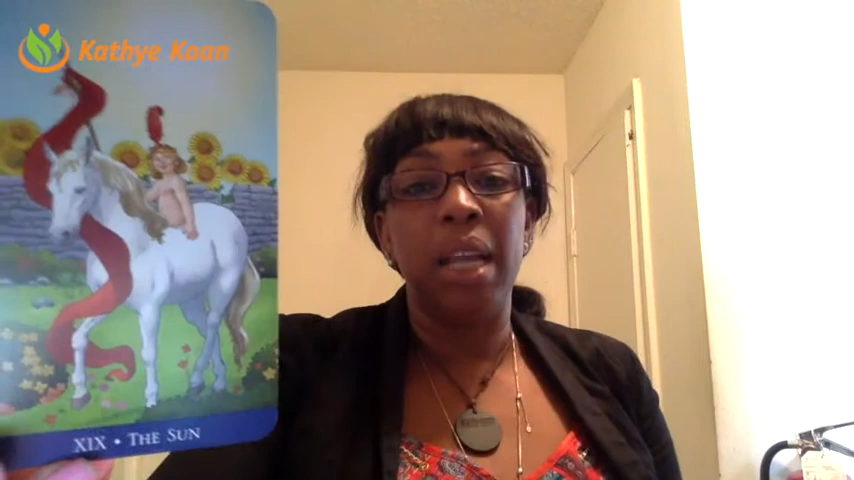 Kathye Kaan
XIX • THE SUN